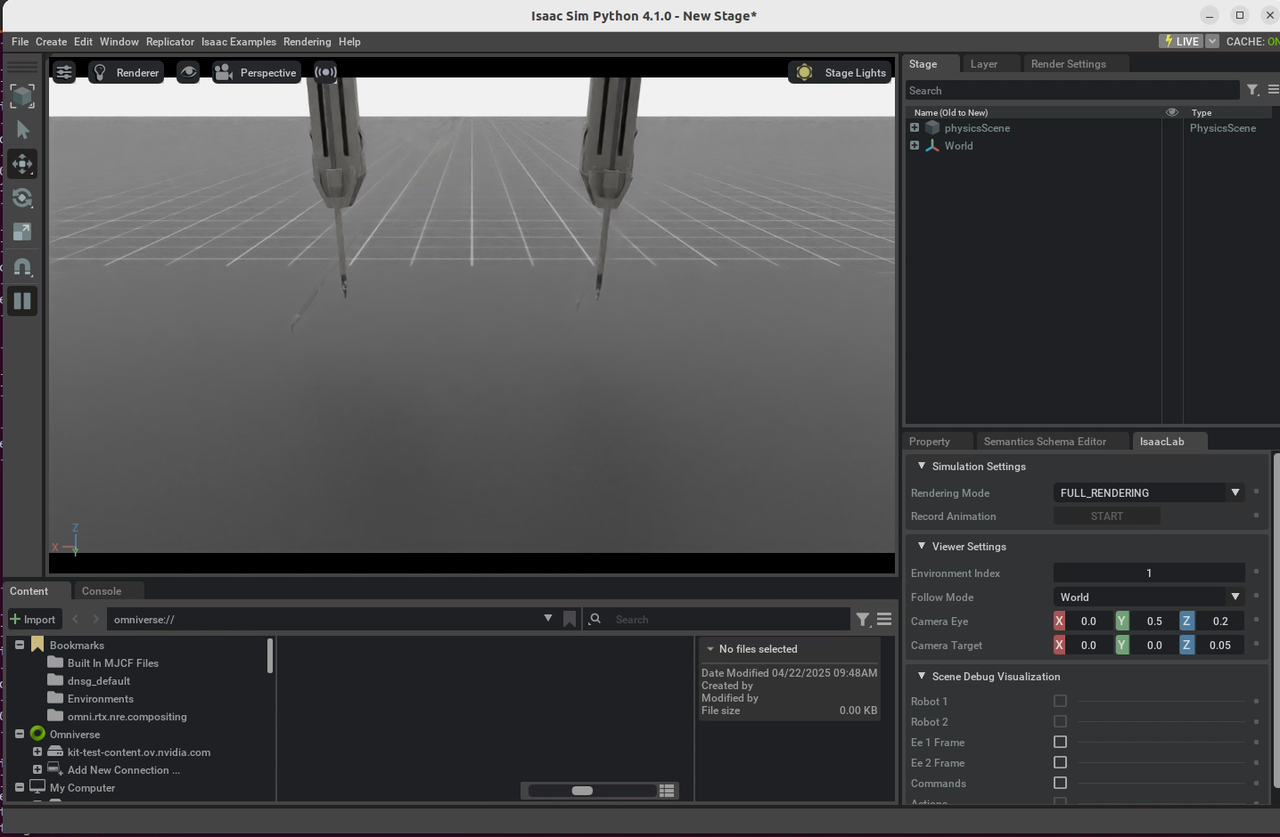 Isaac Sim Python 4.1.0 - New Stage*
File Create Edit Window Replicator Isaac Examples Rendering Help
LIVE CACHE: ON
Renderer Perspective Stage Lights
Stage Layer Render Settings
Search
Name (Old to New) Type
physicsScene PhysicsScene
World
Z
X
Y
Property Semantics Schema Editor IsaacLab
Simulation Settings
Rendering Mode FULL_RENDERING
Record Animation START
Viewer Settings
Environment Index 1
Follow Mode World
Camera Eye X 0.0 Y 0.5 Z 0.2
Camera Target X 0.0 Y 0.0 Z 0.05
Scene Debug Visualization
Robot 1
Robot 2
Ee 1 Frame
Ee 2 Frame
Commands
Actions
Content Console
Import omniverse:// Search
Bookmarks
Built In MJCF Files
dnsg_default
Environments
omni.rtx.nre.compositing
Omniverse
kit-test-content.ov.nvidia.com
Add New Connection ...
My Computer
No files selected
Date Modified 04/22/2025 09:48AM
Created by
Modified by
File size 0.00 KB